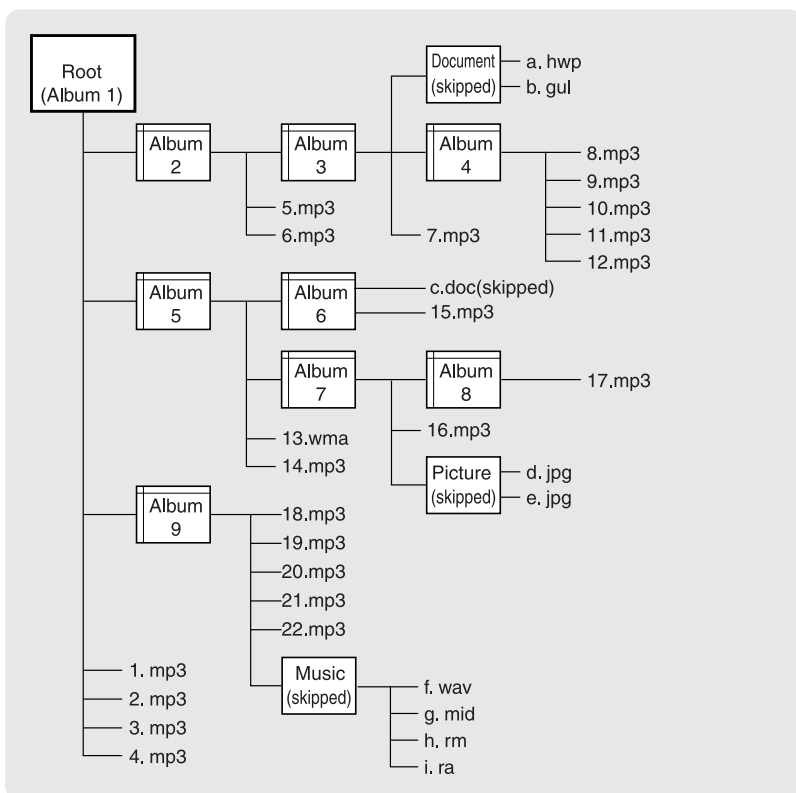 Root
(Album 1)
Document
(skipped)
a. hwp
b. gul
Album
2
Album
3
Album
4
8.mp3
9.mp3
10.mp3
11.mp3
12.mp3
5.mp3
6.mp3
7.mp3
Album
5
Album
6
c.doc(skipped)
15.mp3
Album
7
Album
8
17.mp3
13.wma
14.mp3
16.mp3
Picture
(skipped)
d. jpg
e. jpg
Album
9
18.mp3
19.mp3
20.mp3
21.mp3
22.mp3
Music
(skipped)
f. wav
g. mid
h. rm
i. ra
1. mp3
2. mp3
3. mp3
4. mp3